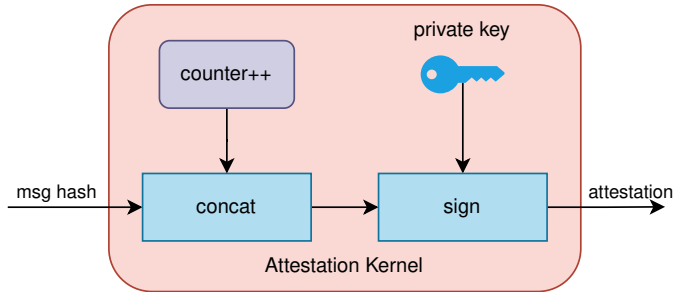 private key
counter++
msg hash
concat
sign
attestation
Attestation Kernel